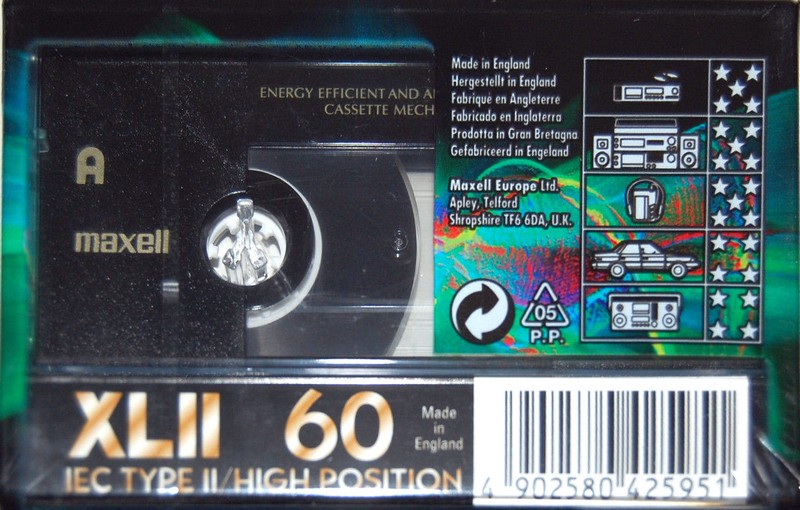 ENERGY EFFICIENT AND
CASSETTE
A
maxell
Made in England
Hergestellt in England
Fabriqué en Angleterre
Fabricado en Inglaterra
Prodotta in Gran Bretagna
Gefabriceerd in Engeland
Maxell Europe Ltd.
Apley, Telford
Shropshire TF6 6DA, U.K.
05
P.P.
XLII 60
Made
in
England
IEC TYPE II/HIGH POSITION
4 902580 425951